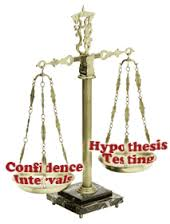 Confidence
Intervals
Hypothesis
Testing